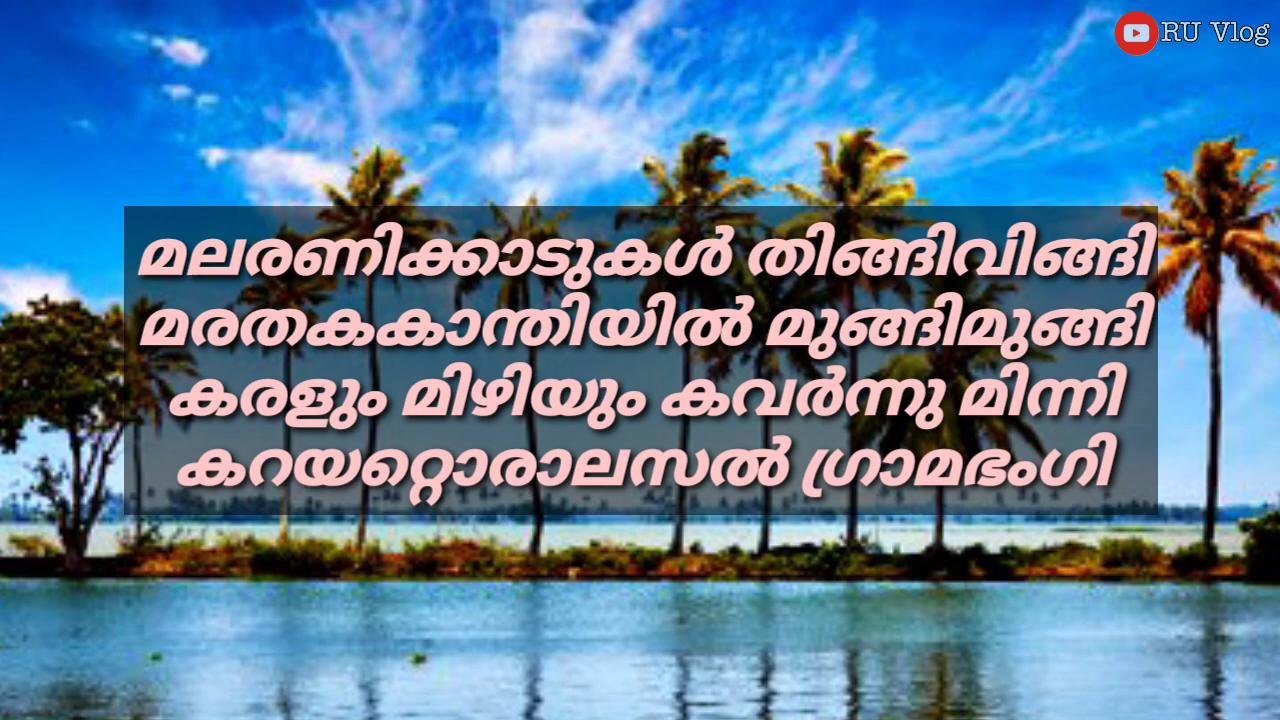 RU Vlog
മലരണിക്കാടുകൾ തിങ്ങിവിങ്ങി
മരതകകാന്തിയിൽ മുങ്ങിമുങ്ങി
കരളും മിഴിയും കവർന്നു മിന്നി
കറയറ്റൊരാലസൽ ഗ്രാമഭംഗി